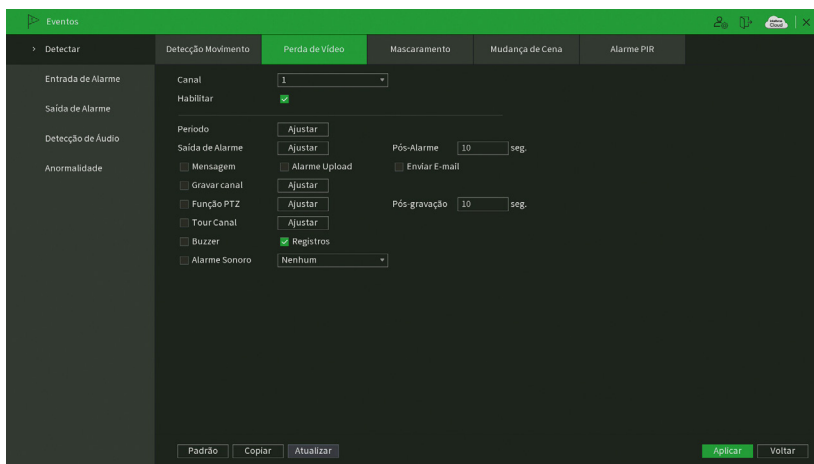 Eventos
Detectar
Detecção Movimento Perda de Vídeo Mascaramento Mudança de Cena Alarme PIR
Entrada de Alarme
Saída de Alarme
Detecção de Áudio
Anormalidade
Canal 1
Habilitar
Periodo Ajustar
Saída de Alarme Ajustar Pós-Alarme 10 seg.
Mensagem Alarme Upload Enviar E-mail
Gravar canal Ajustar
Função PTZ Ajustar Pós-gravação 10 seg.
Tour Canal Ajustar
Buzzer Registros
Alarme Sonoro Nenhum
Padrão Copiar Atualizar Aplicar Voltar